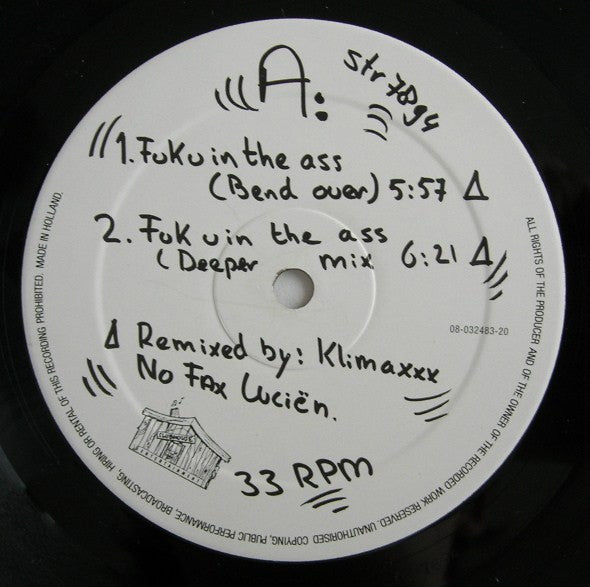 A:
str 7894
1. Fuk u in the ass
(Bend over) 5:57 Δ
2. Fuk u in the ass
(Deeper mix 6:21 Δ
08-032483-20
Δ Remixed by: Klimaxxx
No Fax Luciën.
33 RPM
ALL RIGHTS OF THE PRODUCER AND OF THE OWNER OF THE RECORDED WORK RESERVED. UNAUTHORISED COPYING, PUBLIC PERFORMANCE, BROADCASTING, HIRING OR RENTAL OF THIS RECORDING PROHIBITED. MADE IN HOLLAND.